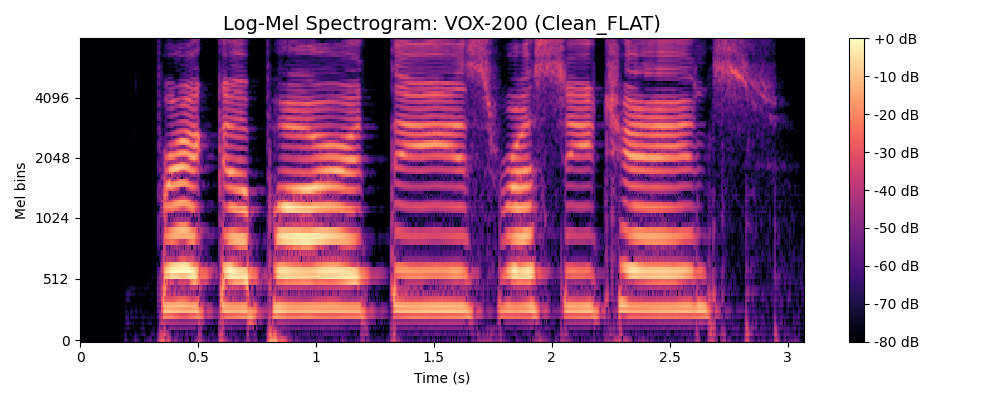 Log-Mel Spectrogram: VOX-200 (Clean_FLAT)
Mel bins
4096
2048
1024
512
0
0
0.5
1
1.5
2
2.5
3
Time (s)
+0 dB
-10 dB
-20 dB
-30 dB
-40 dB
-50 dB
-60 dB
-70 dB
-80 dB